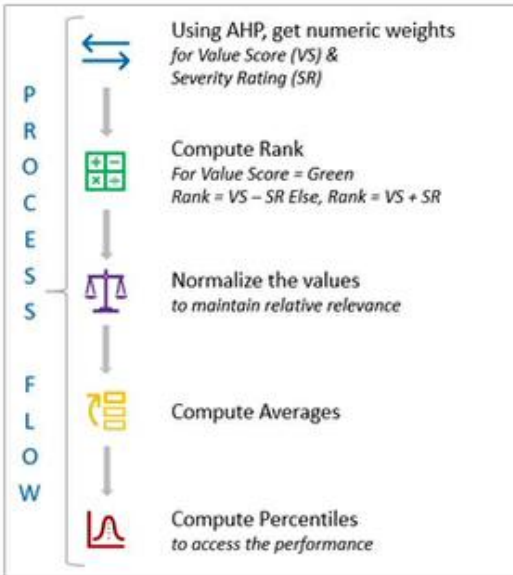 PROCESS FLOW
Using AHP, get numeric weights
for Value Score (VS) &
Severity Rating (SR)
Compute Rank
For Value Score = Green
Rank = VS – SR Else, Rank = VS + SR
Normalize the values
to maintain relative relevance
Compute Averages
Compute Percentiles
to access the performance